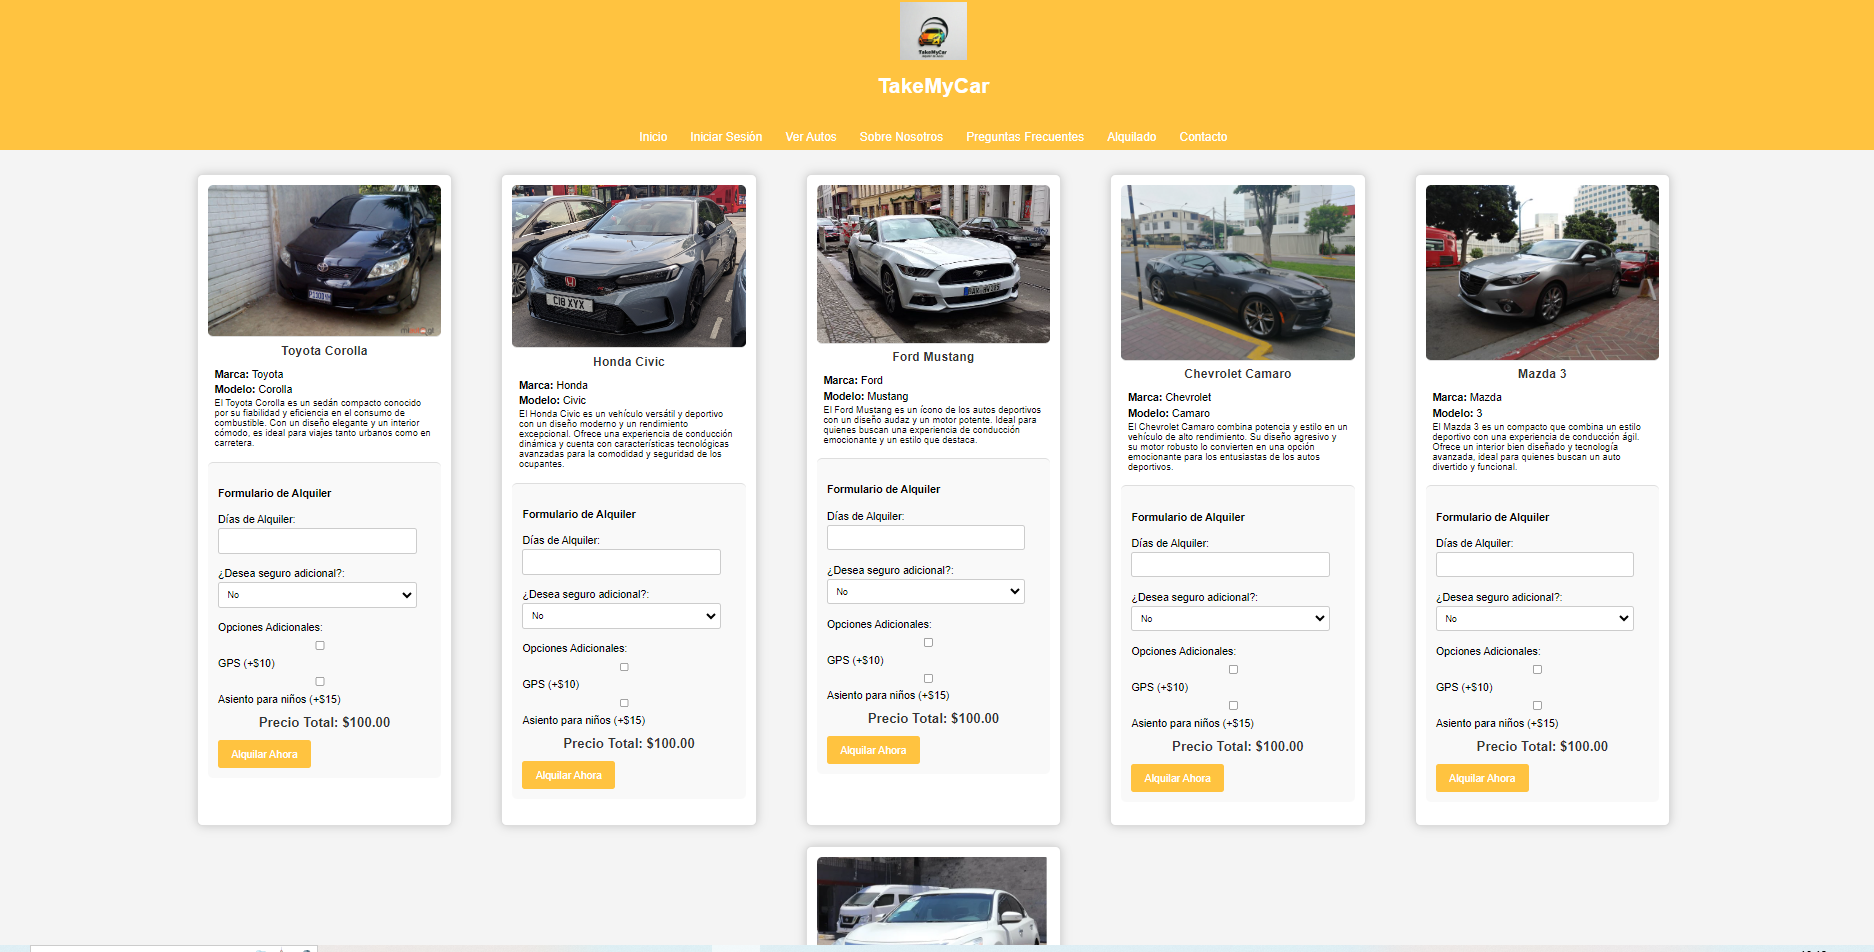 TakeMyCar
TakeMyCar
Inicio Iniciar Sesión Ver Autos Sobre Nosotros Preguntas Frecuentes Alquilado Contacto
Toyota Corolla
Marca: Toyota
Modelo: Corolla
El Toyota Corolla es un sedán compacto conocido
por su fiabilidad y eficiencia en el consumo de
combustible. Con un diseño elegante y un interior
cómodo, es ideal para viajes tanto urbanos como en
carretera.
Formulario de Alquiler
Días de Alquiler:
¿Desea seguro adicional?:
No
Opciones Adicionales:
GPS (+$10)
Asiento para niños (+$15)
Precio Total: $100.00
Alquilar Ahora
C18 XYX
Honda Civic
Marca: Honda
Modelo: Civic
El Honda Civic es un vehículo versátil y deportivo
con un diseño moderno y un rendimiento
excepcional. Ofrece una experiencia de conducción
dinámica y cuenta con características tecnológicas
avanzadas para la comodidad y seguridad de los
ocupantes.
Formulario de Alquiler
Días de Alquiler:
¿Desea seguro adicional?:
No
Opciones Adicionales:
GPS (+$10)
Asiento para niños (+$15)
Precio Total: $100.00
Alquilar Ahora
Ford Mustang
Marca: Ford
Modelo: Mustang
El Ford Mustang es un ícono de los autos deportivos
con un diseño audaz y un motor potente. Ideal para
quienes buscan una experiencia de conducción
emocionante y un estilo que destaca.
Formulario de Alquiler
Días de Alquiler:
¿Desea seguro adicional?:
No
Opciones Adicionales:
GPS (+$10)
Asiento para niños (+$15)
Precio Total: $100.00
Alquilar Ahora
Chevrolet Camaro
Marca: Chevrolet
Modelo: Camaro
El Chevrolet Camaro combina potencia y estilo en un
vehículo de alto rendimiento. Su diseño agresivo y
su motor robusto lo convierten en una opción
emocionante para los entusiastas de los autos
deportivos.
Formulario de Alquiler
Días de Alquiler:
¿Desea seguro adicional?:
No
Opciones Adicionales:
GPS (+$10)
Asiento para niños (+$15)
Precio Total: $100.00
Alquilar Ahora
Mazda 3
Marca: Mazda
Modelo: 3
El Mazda 3 es un compacto que combina un estilo
deportivo con una experiencia de conducción ágil.
Ofrece un interior bien diseñado y tecnología
avanzada, ideal para quienes buscan un auto
divertido y funcional.
Formulario de Alquiler
Días de Alquiler:
¿Desea seguro adicional?:
No
Opciones Adicionales:
GPS (+$10)
Asiento para niños (+$15)
Precio Total: $100.00
Alquilar Ahora